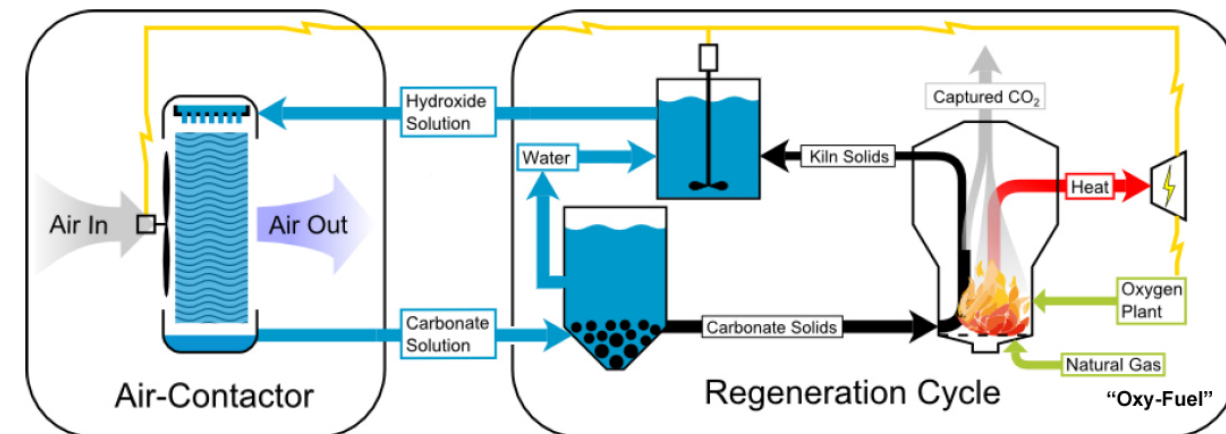 Hydroxide
Solution
Captured CO₂
Water
Kiln Solids
Heat
Air In
Air Out
Oxygen
Plant
Carbonate
Solution
Carbonate Solids
Natural Gas
Air-Contactor
Regeneration Cycle
“Oxy-Fuel”